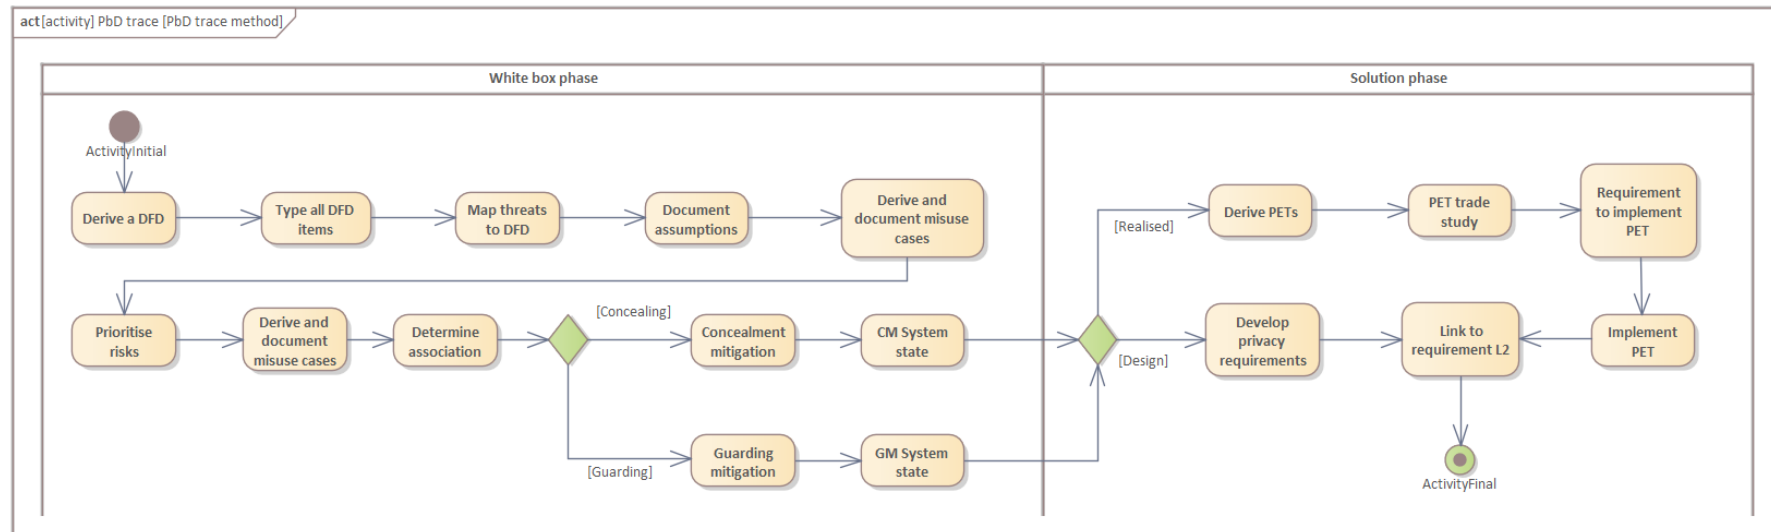 act [activity] PbD trace [PbD trace method]
White box phase
Solution phase
ActivityInitial
Derive a DFD
Type all DFD
items
Map threats
to DFD
Document
assumptions
Derive and
document misuse
cases
Prioritise
risks
Derive and
document
misuse cases
Determine
association
[Concealing]
Concealment
mitigation
CM System
state
[Guarding]
Guarding
mitigation
GM System
state
[Realised]
Derive PETs
PET trade
study
Requirement
to implement
PET
[Design]
Develop
privacy
requirements
Link to
requirement L2
Implement
PET
ActivityFinal